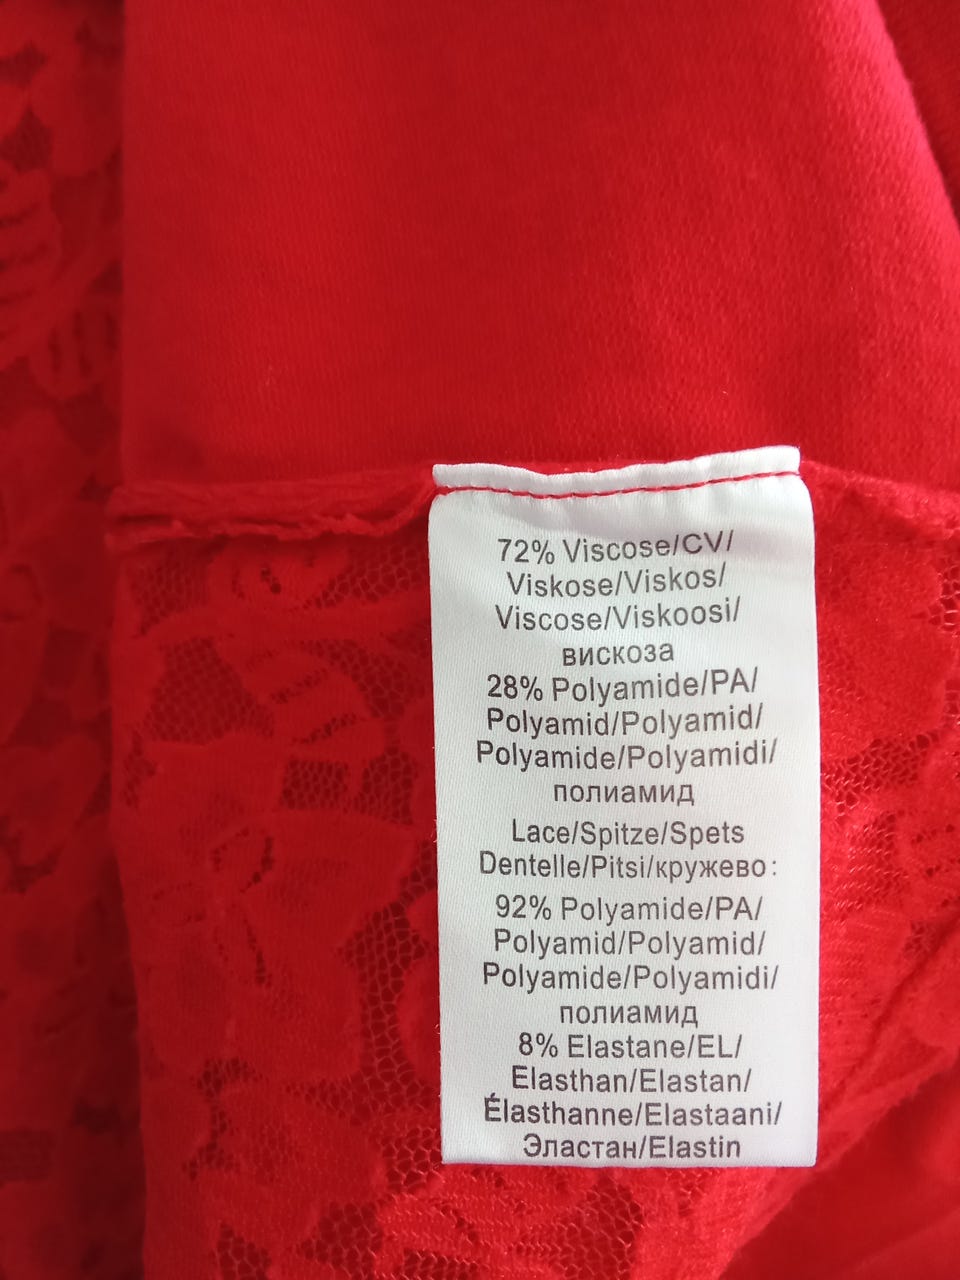 72% Viscose/CV/
Viskose/Viskos/
Viscose/Viskoosi/
вискоза
28% Polyamide/PA/
Polyamid/Polyamid/
Polyamide/Polyamidi/
полиамид
Lace/Spitze/Spets
Dentelle/Pitsi/кружево:
92% Polyamide/PA/
Polyamid/Polyamid/
Polyamide/Polyamidi/
полиамид
8% Elastane/EL/
Elasthan/Elastan/
Élasthanne/Elastaani/
Эластан/Elastin